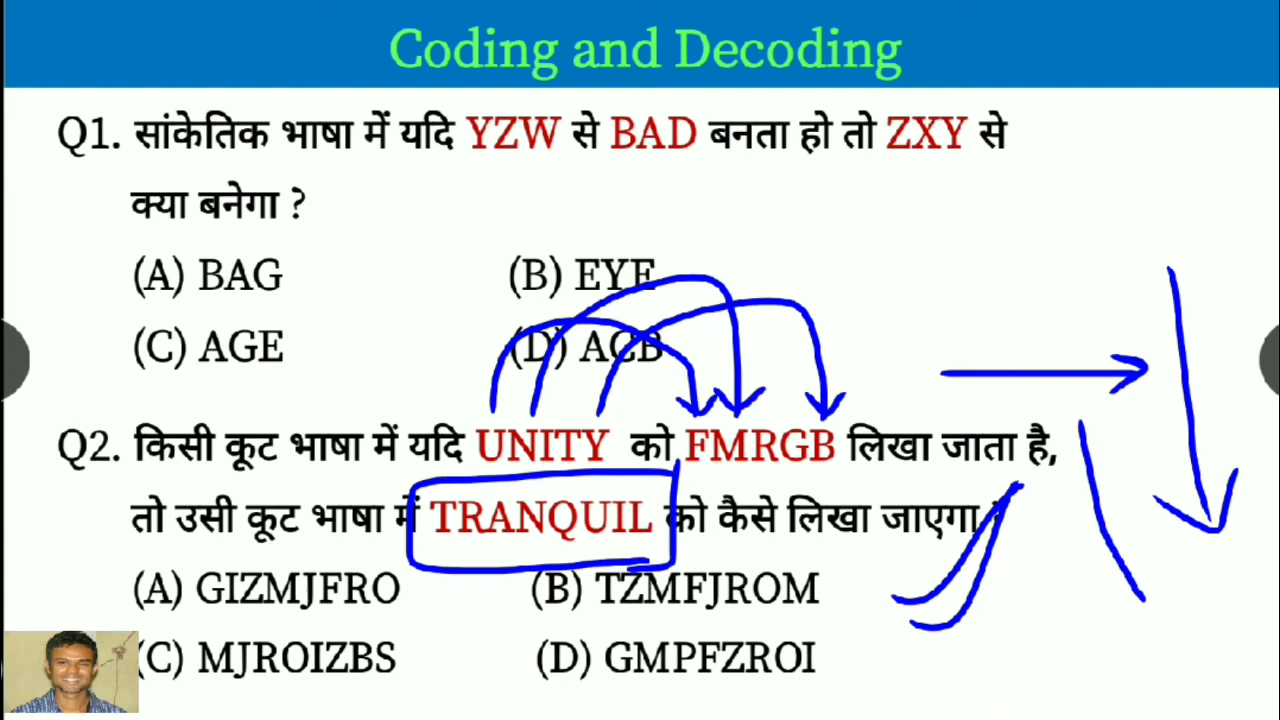 Coding and Decoding
Q1. सांकेतिक भाषा में यदि YZW से BAD बनता हो तो ZXY से
क्या बनेगा ?
(A) BAG (B) EYE
(C) AGE (D) ACB
Q2. किसी कूट भाषा में यदि UNITY को FMRGB लिखा जाता है,
तो उसी कूट भाषा में TRANQUIL को कैसे लिखा जाएगा ?
(A) GIZMJFRO (B) TZMFJROM
(C) MJROIZBS (D) GMPFZROI